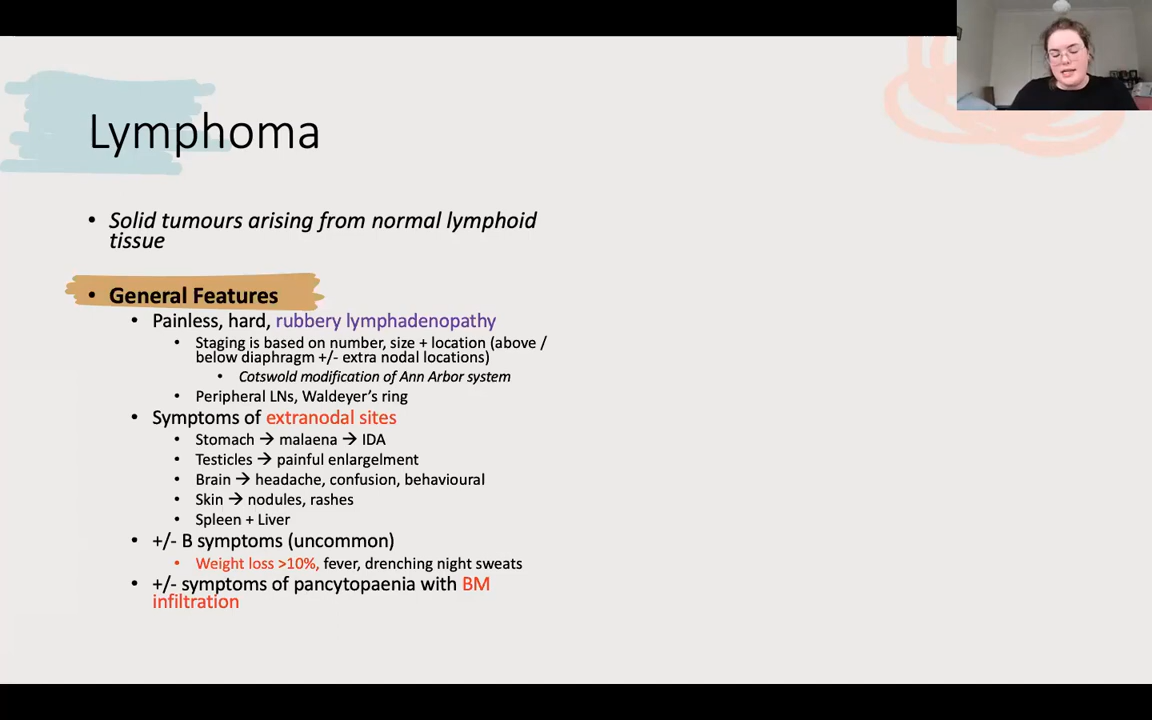 Lymphoma
• Solid tumours arising from normal lymphoid
tissue
• General Features
• Painless, hard, rubbery lymphadenopathy
• Staging is based on number, size + location (above /
below diaphragm +/- extra nodal locations)
• Cotswold modification of Ann Arbor system
• Peripheral LNs, Waldeyer's ring
• Symptoms of extranodal sites
• Stomach → malaena → IDA
• Testicles → painful enlargelment
• Brain → headache, confusion, behavioural
• Skin → nodules, rashes
• Spleen + Liver
• +/- B symptoms (uncommon)
• Weight loss >10%, fever, drenching night sweats
• +/- symptoms of pancytopaenia with BM
infiltration